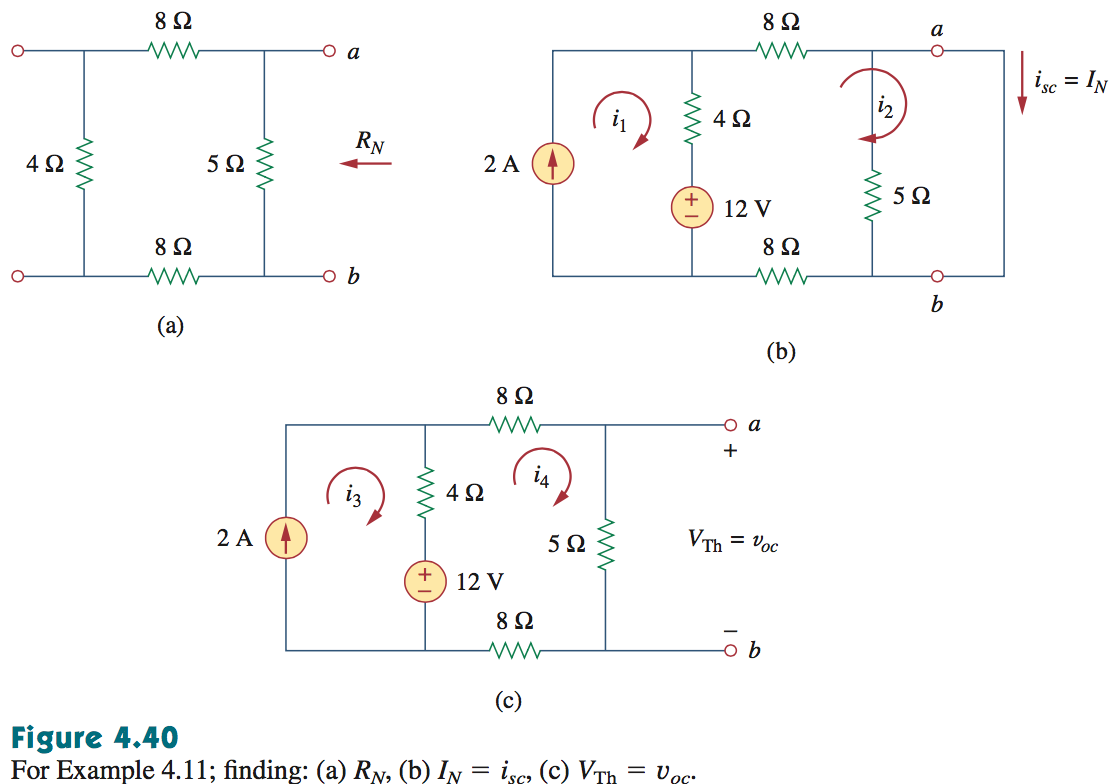 8 Ω
a
4 Ω
5 Ω
R_N
8 Ω
b
(a)
8 Ω
a
i_sc = I_N
i_1
4 Ω
i_2
2 A
5 Ω
12 V
8 Ω
b
(b)
8 Ω
a
+
i_3
4 Ω
i_4
2 A
5 Ω
V_Th = v_oc
12 V
8 Ω
b
(c)
Figure 4.40
For Example 4.11; finding: (a) R_N, (b) I_N = i_sc, (c) V_Th = v_oc.